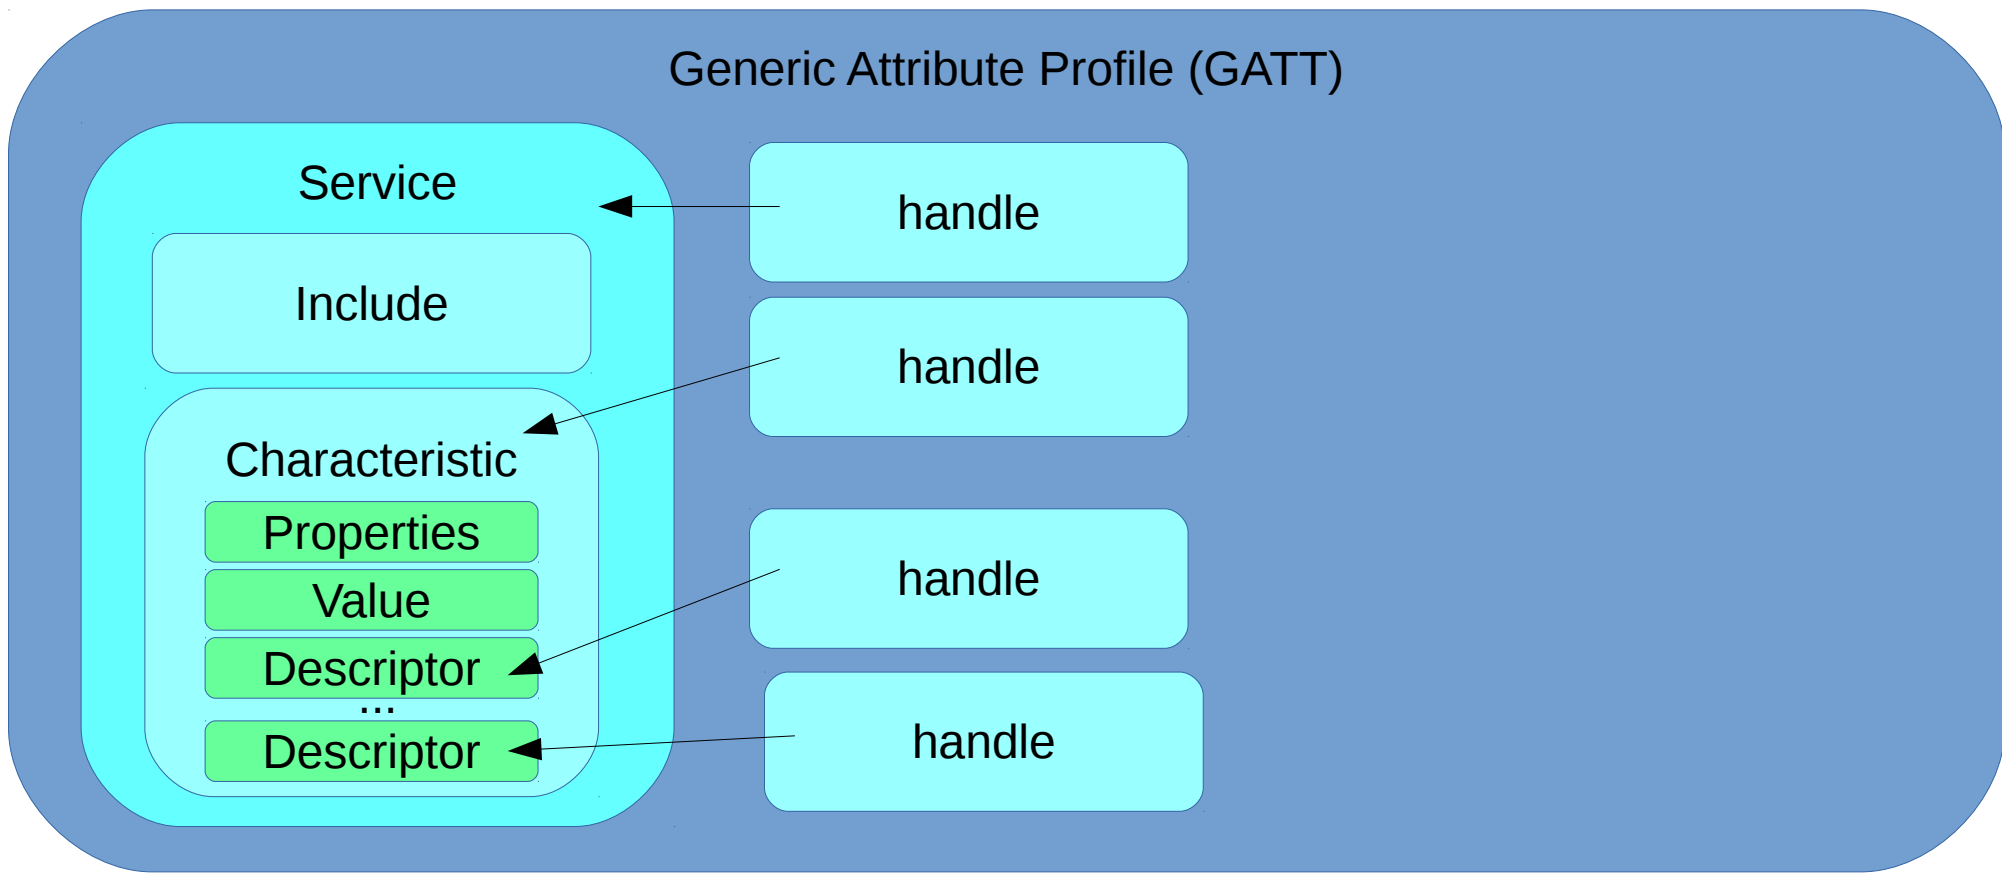 Generic Attribute Profile (GATT)
Service
Include
Characteristic
Properties
Value
Descriptor
...
Descriptor
handle
handle
handle
handle